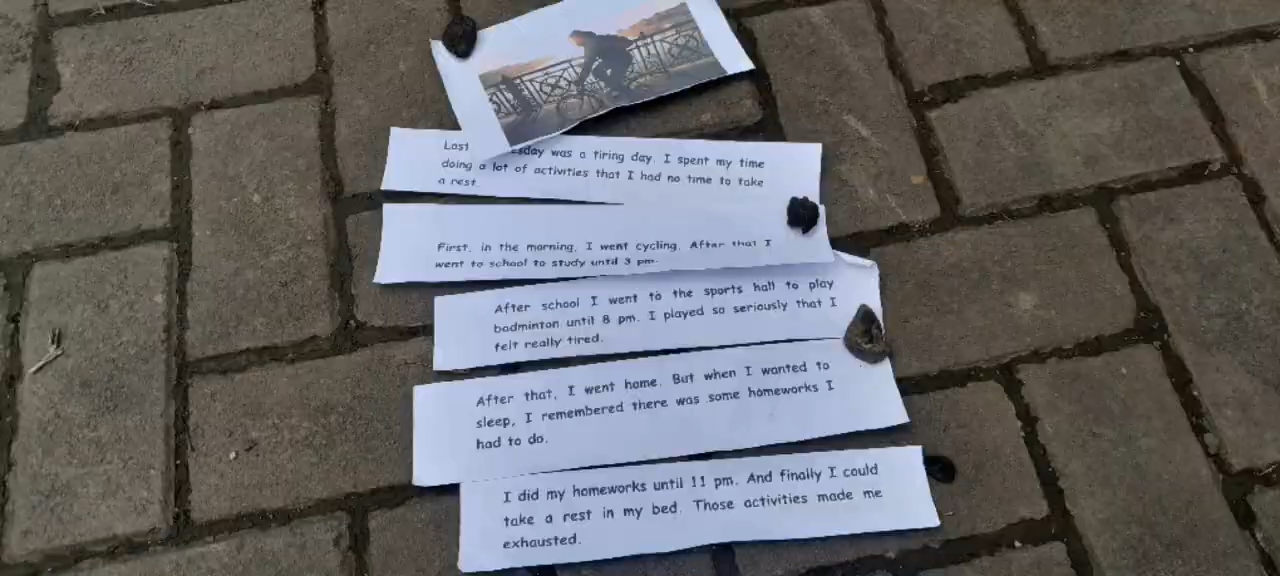 Last esday was a tiring day. I spent my time
doing a lot of activities that I had no time to take
a rest.
First, in the morning, I went cycling. After that I
went to school to study until 3 pm.
After school I went to the sports hall to play
badminton until 8 pm. I played so seriously that I
felt really tired.
After that, I went home. But when I wanted to
sleep, I remembered there was some homeworks I
had to do.
I did my homeworks until 11 pm. And finally I could
take a rest in my bed. Those activities made me
exhausted.